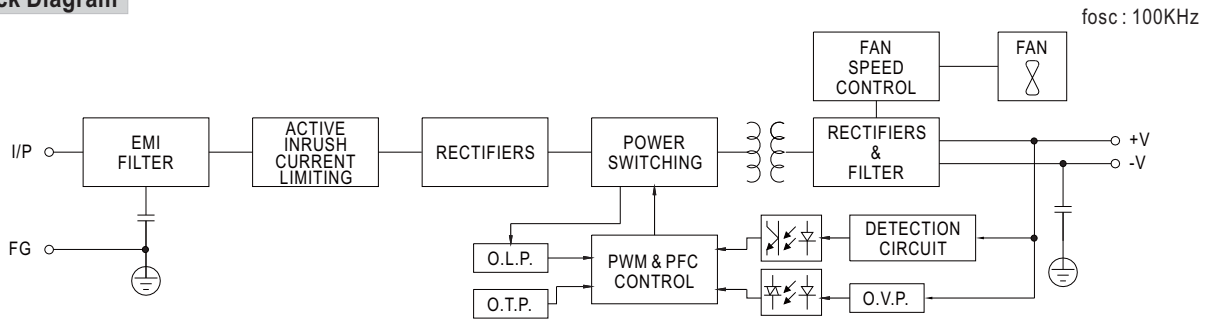 ck Diagram
fosc : 100KHz
FAN
SPEED
CONTROL
FAN
I/P
EMI
FILTER
ACTIVE
INRUSH
CURRENT
LIMITING
RECTIFIERS
POWER
SWITCHING
RECTIFIERS
&
FILTER
+V
-V
FG
O.L.P.
O.T.P.
PWM & PFC
CONTROL
DETECTION
CIRCUIT
O.V.P.